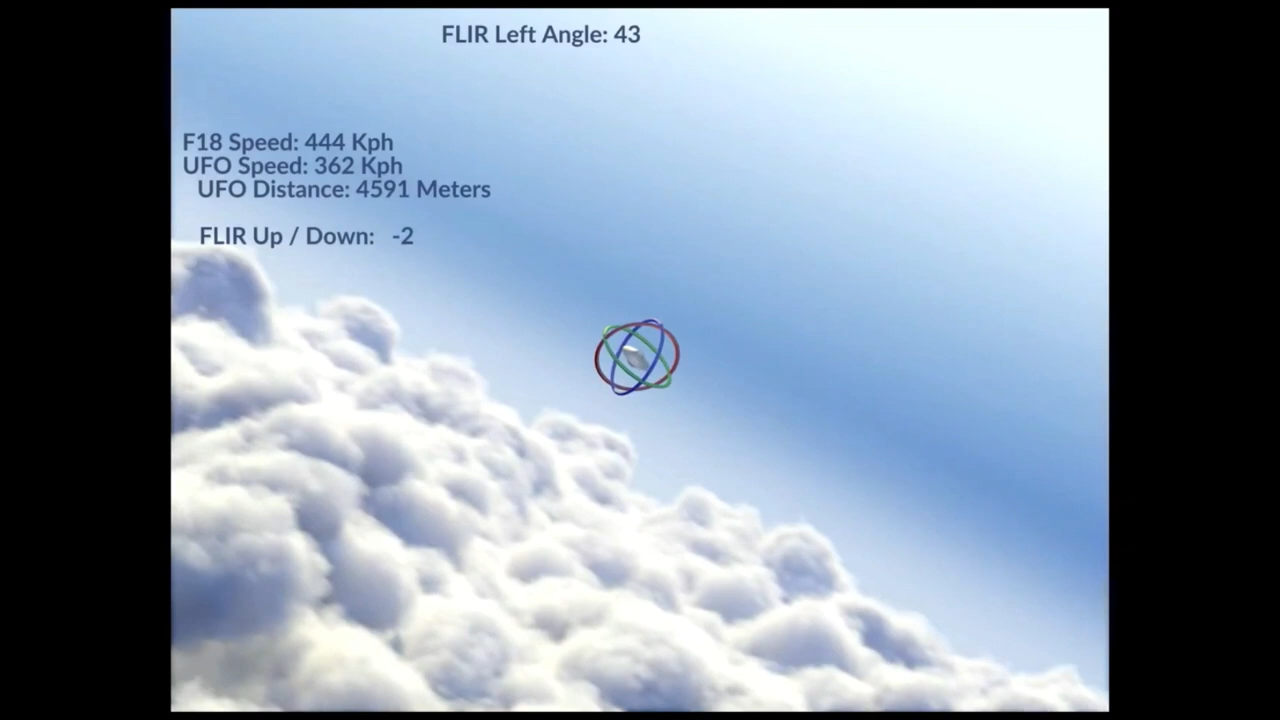 FLIR Left Angle: 43
F18 Speed: 444 Kph
UFO Speed: 362 Kph
UFO Distance: 4591 Meters
FLIR Up / Down: -2